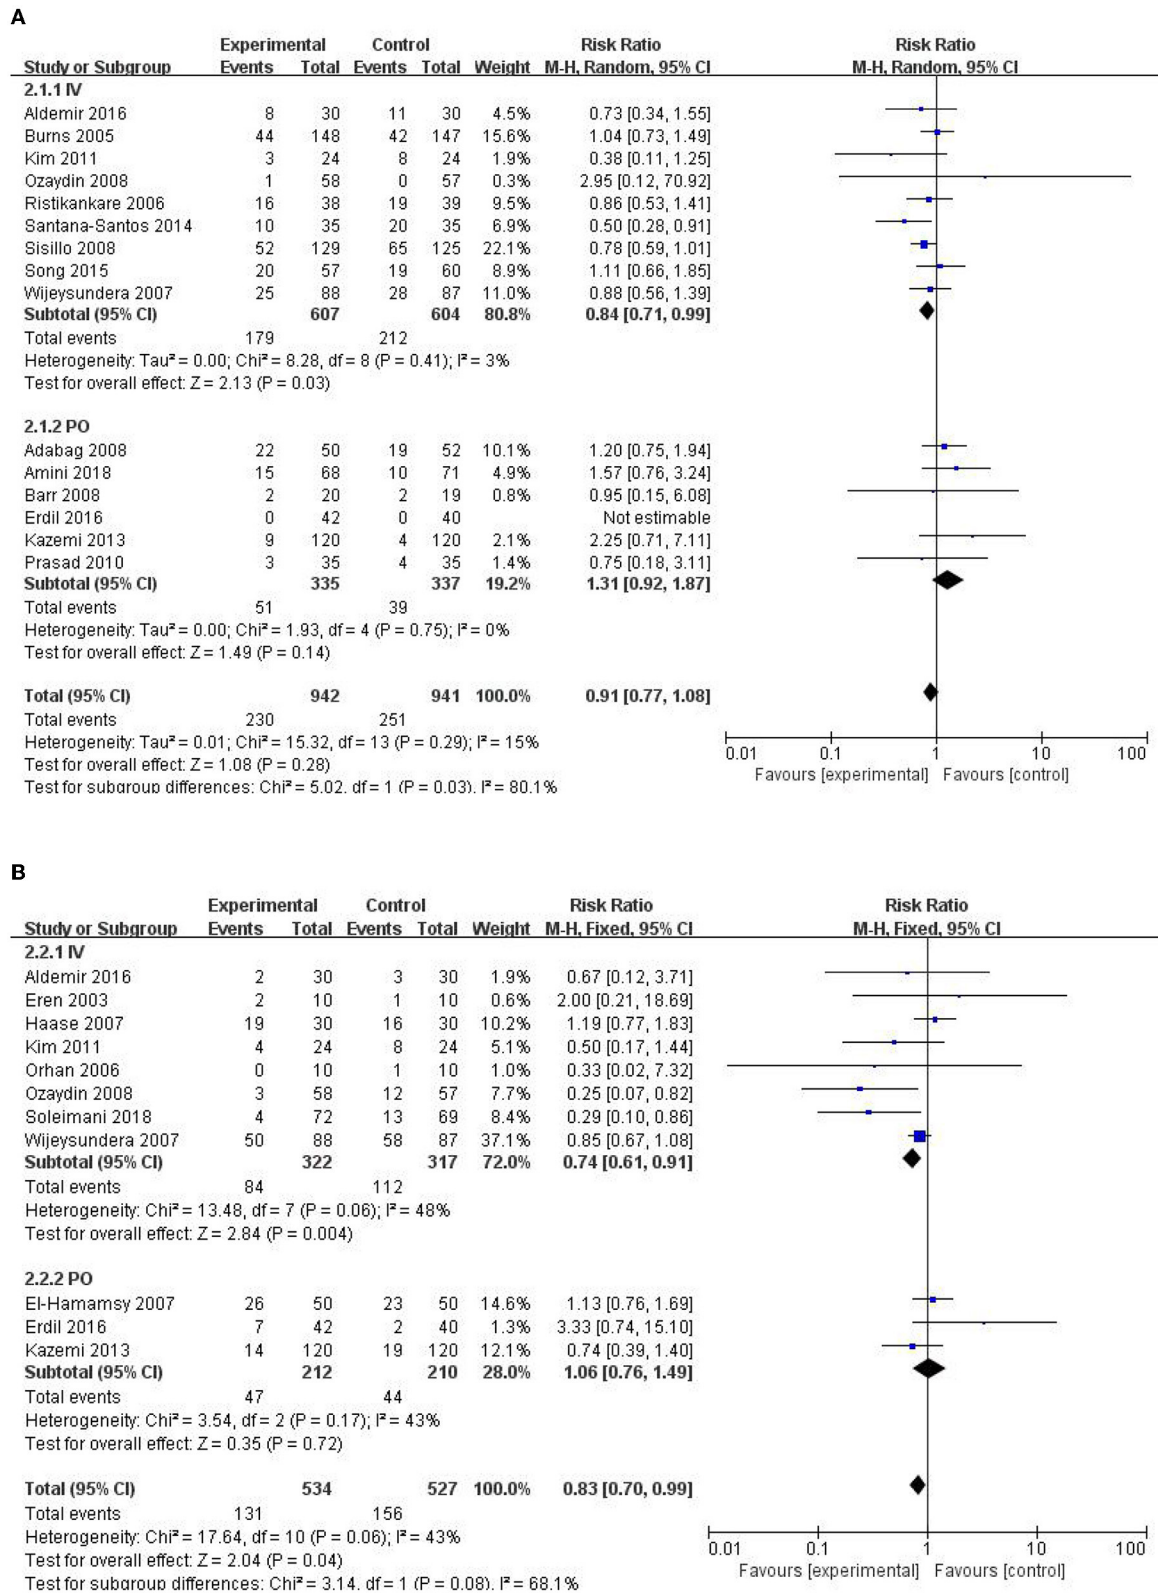 A
Experimental Control Risk Ratio Risk Ratio
Study or Subgroup Events Total Events Total Weight M-H, Random, 95% CI M-H, Random, 95% CI
2.1.1 IV
Aldemir 2016 8 30 11 30 4.5% 0.73 [0.34, 1.55]
Burns 2005 44 148 42 147 15.6% 1.04 [0.73, 1.49]
Kim 2011 3 24 8 24 1.9% 0.38 [0.11, 1.25]
Ozaydin 2008 1 58 0 57 0.3% 2.95 [0.12, 70.92]
Ristikankare 2006 16 38 19 39 9.5% 0.86 [0.53, 1.41]
Santana-Santos 2014 10 35 20 35 6.9% 0.50 [0.28, 0.91]
Sisillo 2008 52 129 65 125 22.1% 0.78 [0.59, 1.01]
Song 2015 20 57 19 60 8.9% 1.11 [0.66, 1.85]
Wijeysundera 2007 25 88 28 87 11.0% 0.88 [0.56, 1.39]
Subtotal (95% CI) 607 604 80.8% 0.84 [0.71, 0.99]
Total events 179 212
Heterogeneity: Tau² = 0.00; Chi² = 8.28, df = 8 (P = 0.41); I² = 3%
Test for overall effect: Z = 2.13 (P = 0.03)
2.1.2 PO
Adabag 2008 22 50 19 52 10.1% 1.20 [0.75, 1.94]
Amini 2018 15 68 10 71 4.9% 1.57 [0.76, 3.24]
Barr 2008 2 20 2 19 0.8% 0.95 [0.15, 6.08]
Erdil 2016 0 42 0 40 Not estimable
Kazemi 2013 9 120 4 120 2.1% 2.25 [0.71, 7.11]
Prasad 2010 3 35 4 35 1.4% 0.75 [0.18, 3.11]
Subtotal (95% CI) 335 337 19.2% 1.31 [0.92, 1.87]
Total events 51 39
Heterogeneity: Tau² = 0.00; Chi² = 1.93, df = 4 (P = 0.75); I² = 0%
Test for overall effect: Z = 1.49 (P = 0.14)
Total (95% CI) 942 941 100.0% 0.91 [0.77, 1.08]
Total events 230 251
Heterogeneity: Tau² = 0.01; Chi² = 15.32, df = 13 (P = 0.29); I² = 15%
Test for overall effect: Z = 1.08 (P = 0.28)
Test for subgroup differences: Chi² = 5.02, df = 1 (P = 0.03), I² = 80.1%
0.01 0.1 1 10 100
Favours [experimental] Favours [control]
B
Experimental Control Risk Ratio Risk Ratio
Study or Subgroup Events Total Events Total Weight M-H, Fixed, 95% CI M-H, Fixed, 95% CI
2.2.1 IV
Aldemir 2016 2 30 3 30 1.9% 0.67 [0.12, 3.71]
Eren 2003 2 10 1 10 0.6% 2.00 [0.21, 18.69]
Haase 2007 19 30 16 30 10.2% 1.19 [0.77, 1.83]
Kim 2011 4 24 8 24 5.1% 0.50 [0.17, 1.44]
Orhan 2006 0 10 1 10 1.0% 0.33 [0.02, 7.32]
Ozaydin 2008 3 58 12 57 7.7% 0.25 [0.07, 0.82]
Soleimani 2018 4 72 13 69 8.4% 0.29 [0.10, 0.86]
Wijeysundera 2007 50 88 58 87 37.1% 0.85 [0.67, 1.08]
Subtotal (95% CI) 322 317 72.0% 0.74 [0.61, 0.91]
Total events 84 112
Heterogeneity: Chi² = 13.48, df = 7 (P = 0.06); I² = 48%
Test for overall effect: Z = 2.84 (P = 0.004)
2.2.2 PO
El-Hamamsy 2007 26 50 23 50 14.6% 1.13 [0.76, 1.69]
Erdil 2016 7 42 2 40 1.3% 3.33 [0.74, 15.10]
Kazemi 2013 14 120 19 120 12.1% 0.74 [0.39, 1.40]
Subtotal (95% CI) 212 210 28.0% 1.06 [0.76, 1.49]
Total events 47 44
Heterogeneity: Chi² = 3.54, df = 2 (P = 0.17); I² = 43%
Test for overall effect: Z = 0.35 (P = 0.72)
Total (95% CI) 534 527 100.0% 0.83 [0.70, 0.99]
Total events 131 156
Heterogeneity: Chi² = 17.64, df = 10 (P = 0.06); I² = 43%
Test for overall effect: Z = 2.04 (P = 0.04)
Test for subgroup differences: Chi² = 3.14, df = 1 (P = 0.08), I² = 68.1%
0.01 0.1 1 10 100
Favours [experimental] Favours [control]